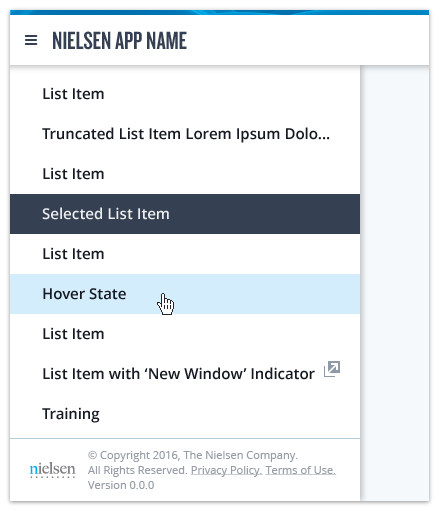 NIELSEN APP NAME
List Item
Truncated List Item Lorem Ipsum Dolo...
List Item
Selected List Item
List Item
Hover State
List Item
List Item with ‘New Window’ Indicator
Training
nielsen
© Copyright 2016, The Nielsen Company.
All Rights Reserved. Privacy Policy. Terms of Use.
Version 0.0.0